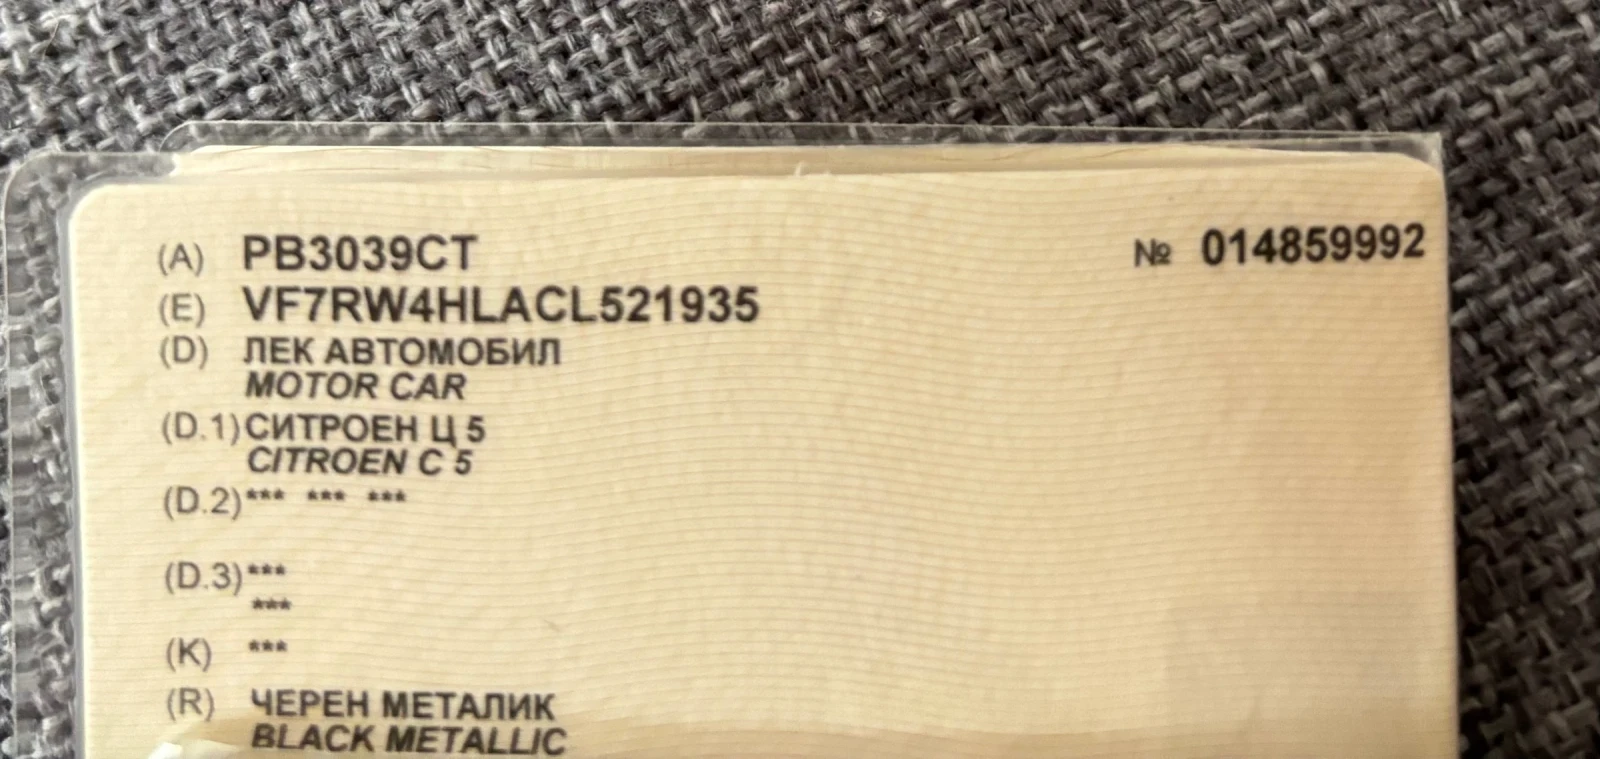 (A) PB3039CT № 014859992
(E) VF7RW4HLACL521935
(D) ЛЕК АВТОМОБИЛ
MOTOR CAR
(D.1) СИТРОЕН Ц 5
CITROEN C 5
(D.2) *** *** ***
(D.3) ***
***
(K) ***
(R) ЧЕРЕН МЕТАЛИК
BLACK METALLIC